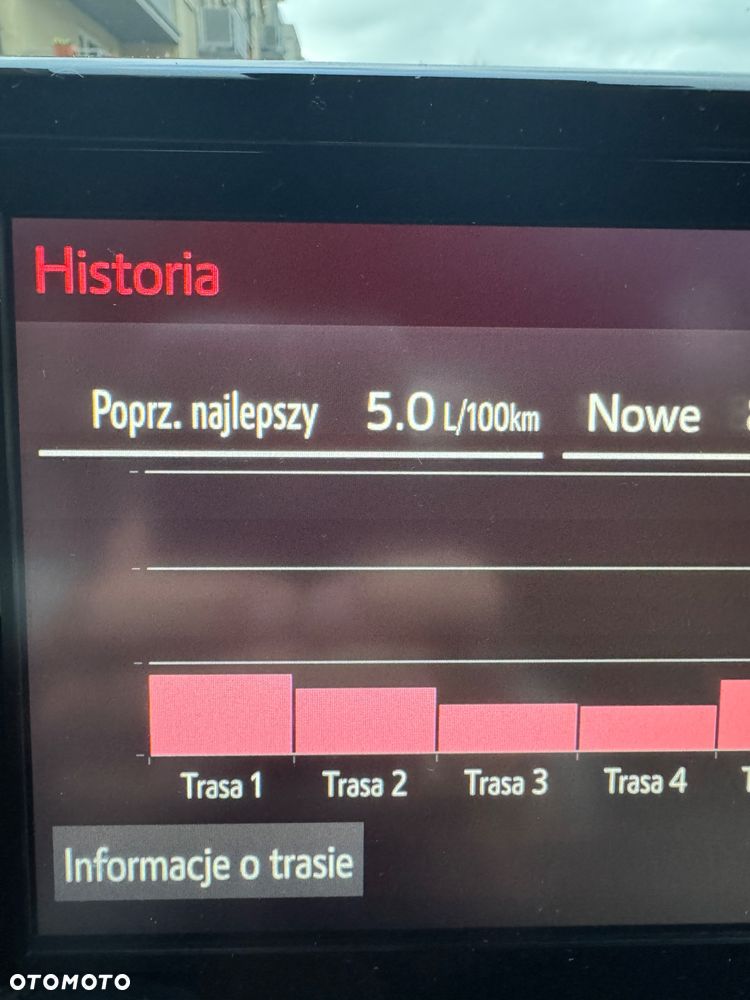 Historia
Poprz. najlepszy 5.0 L/100km Nowe
Trasa 1 Trasa 2 Trasa 3 Trasa 4
Informacje o trasie
OTOMOTO